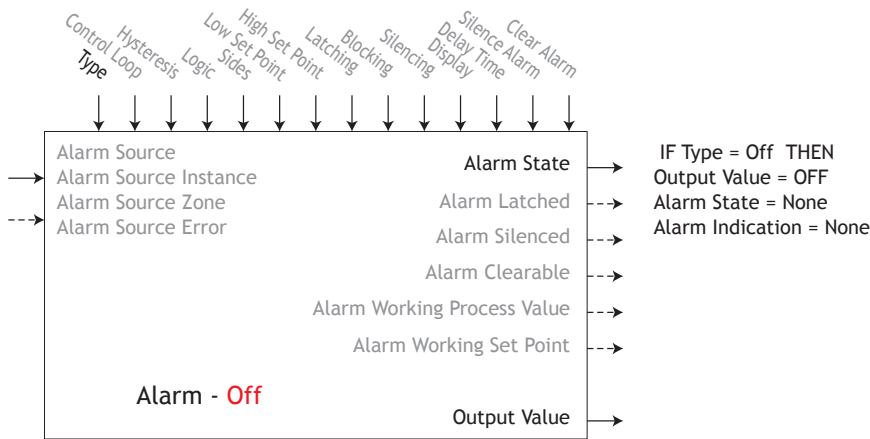 Type
Control Loop
Hysteresis
Logic
Sides
Low Set Point
High Set Point
Latching
Blocking
Silencing
Display
Delay Time
Silence Alarm
Clear Alarm
Alarm Source
Alarm Source Instance
Alarm Source Zone
Alarm Source Error
Alarm State
Alarm Latched
Alarm Silenced
Alarm Clearable
Alarm Working Process Value
Alarm Working Set Point
Alarm - Off
Output Value
IF Type = Off THEN
Output Value = OFF
Alarm State = None
Alarm Indication = None